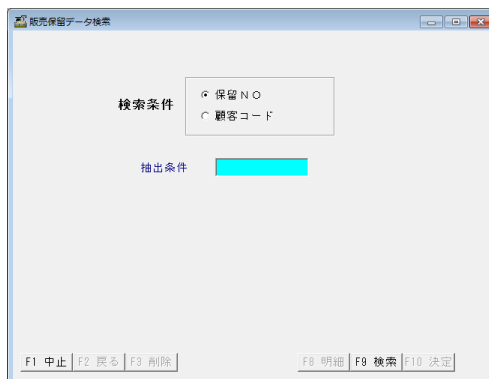 販売保留データ検索
検索条件
保留ＮＯ
顧客コード
抽出条件
F1 中止 F2 戻る F3 削除 F8 明細 F9 検索 F10 決定